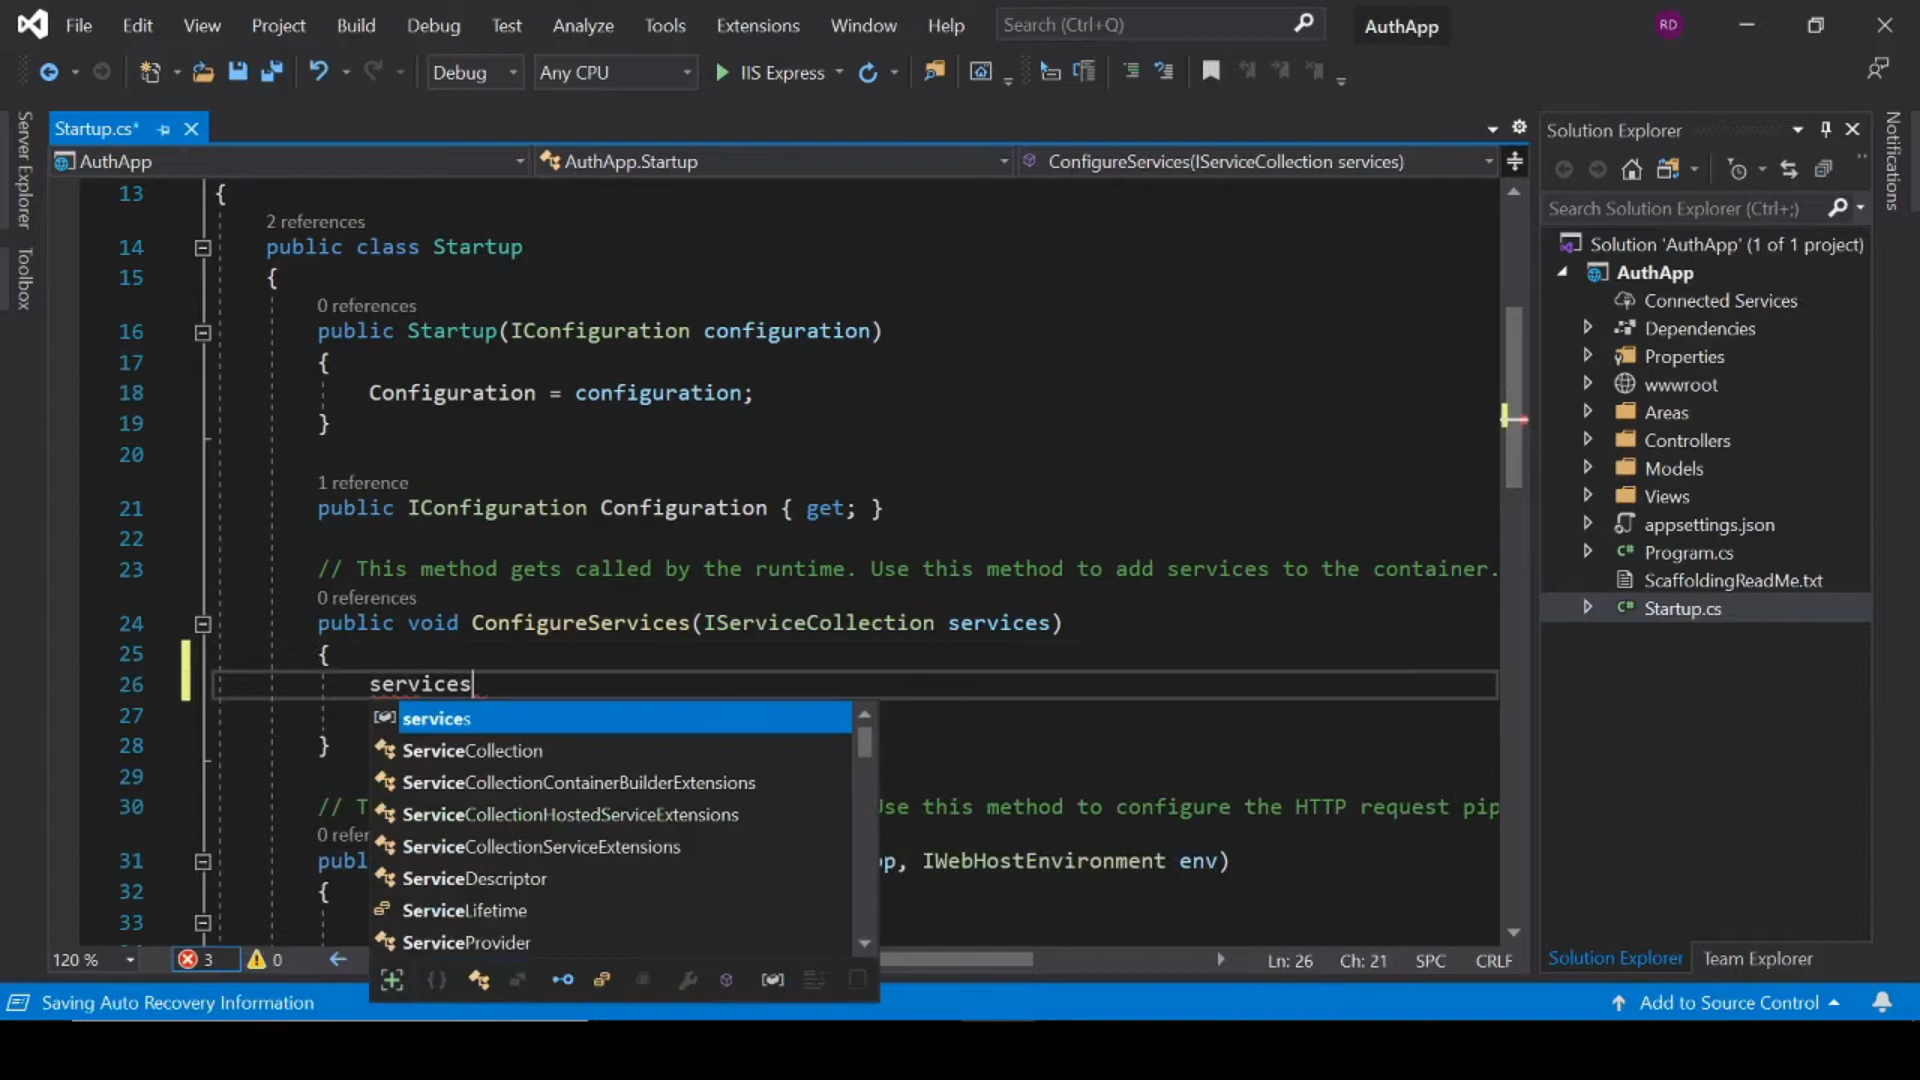 File Edit View Project Build Debug Test Analyze Tools Extensions Window Help Search (Ctrl+Q) AuthApp RD
Debug Any CPU IIS Express
Server Explorer
Toolbox
Startup.cs*
AuthApp AuthApp.Startup ConfigureServices(IServiceCollection services)
13 {
2 references
14 public class Startup
15 {
0 references
16 public Startup(IConfiguration configuration)
17 {
18 Configuration = configuration;
19 }
20
1 reference
21 public IConfiguration Configuration { get; }
22
23 // This method gets called by the runtime. Use this method to add services to the container.
0 references
24 public void ConfigureServices(IServiceCollection services)
25 {
26 services
27
28 }
29
30 // T Use this method to configure the HTTP request pip
0 refer
31 publ p, IWebHostEnvironment env)
32 {
33
services
ServiceCollection
ServiceCollectionContainerBuilderExtensions
ServiceCollectionHostedServiceExtensions
ServiceCollectionServiceExtensions
ServiceDescriptor
ServiceLifetime
ServiceProvider
120 % 3 0 Ln: 26 Ch: 21 SPC CRLF
Solution Explorer
Search Solution Explorer (Ctrl+;)
Solution 'AuthApp' (1 of 1 project)
AuthApp
Connected Services
Dependencies
Properties
wwwroot
Areas
Controllers
Models
Views
appsettings.json
C# Program.cs
ScaffoldingReadMe.txt
C# Startup.cs
Solution Explorer Team Explorer
Notifications
Saving Auto Recovery Information Add to Source Control